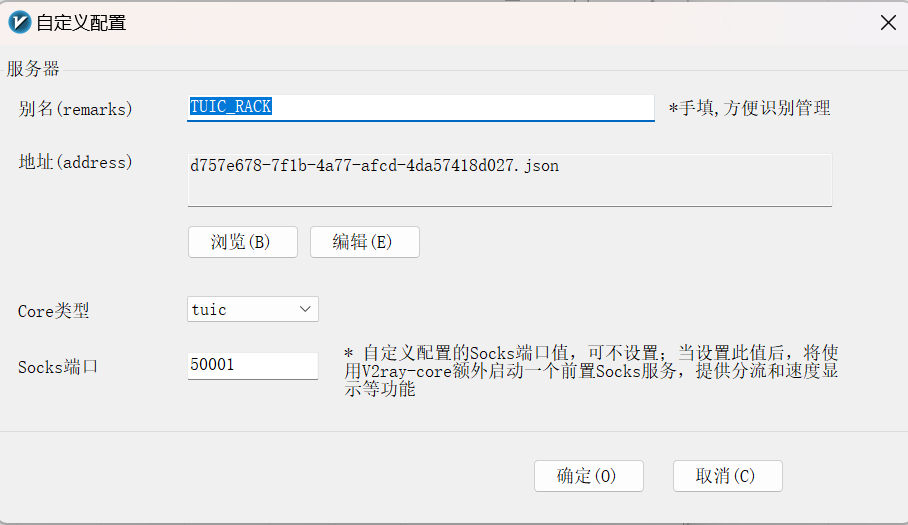 自定义配置
服务器
别名(remarks)
TUIC_RACK
*手填,方便识别管理
地址(address)
d757e678-7f1b-4a77-afcd-4da57418d027.json
浏览(B)
编辑(E)
Core类型
tuic
Socks端口
50001
* 自定义配置的Socks端口值，可不设置；当设置此值后，将使
用V2ray-core额外启动一个前置Socks服务，提供分流和速度显
示等功能
确定(O)
取消(C)